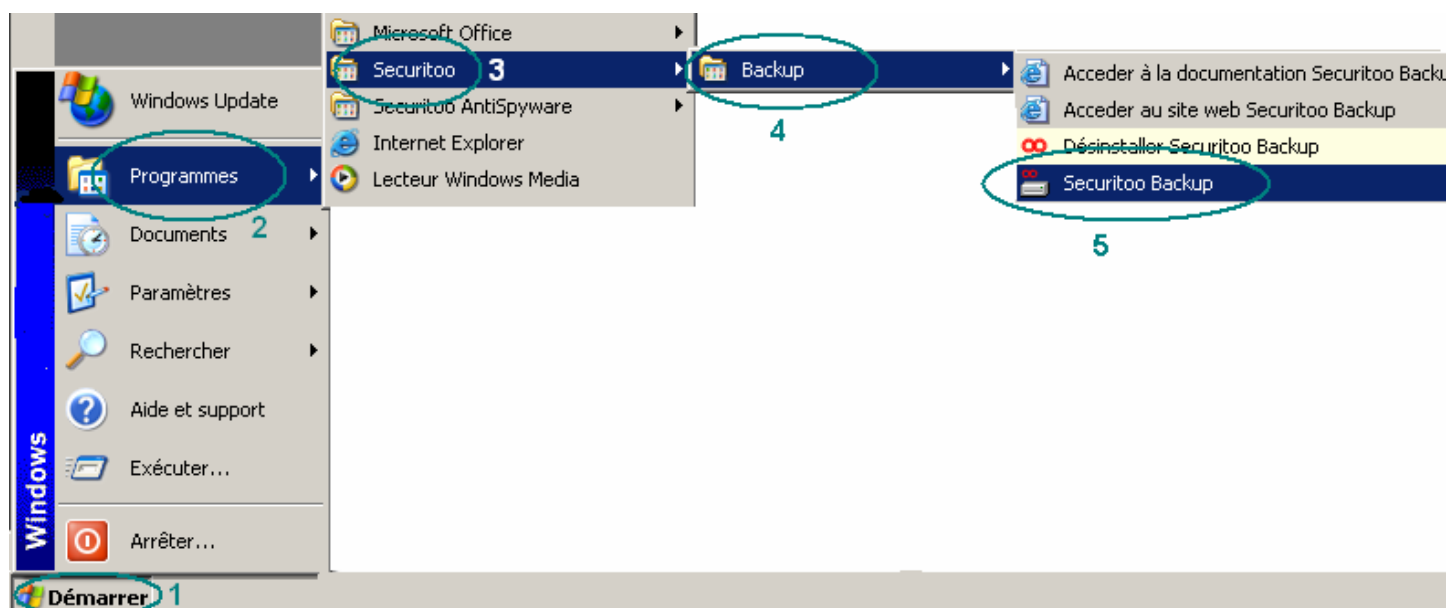 Windows Update
Programmes
2
Documents
Paramètres
Rechercher
Aide et support
Exécuter...
Arrêter...
Windows
Démarrer
1
Microsoft Office
Securitoo
3
Securitoo AntiSpyware
Internet Explorer
Lecteur Windows Media
Backup
4
Acceder à la documentation Securitoo Backu
Acceder au site web Securitoo Backup
Désinstaller Securitoo Backup
Securitoo Backup
5